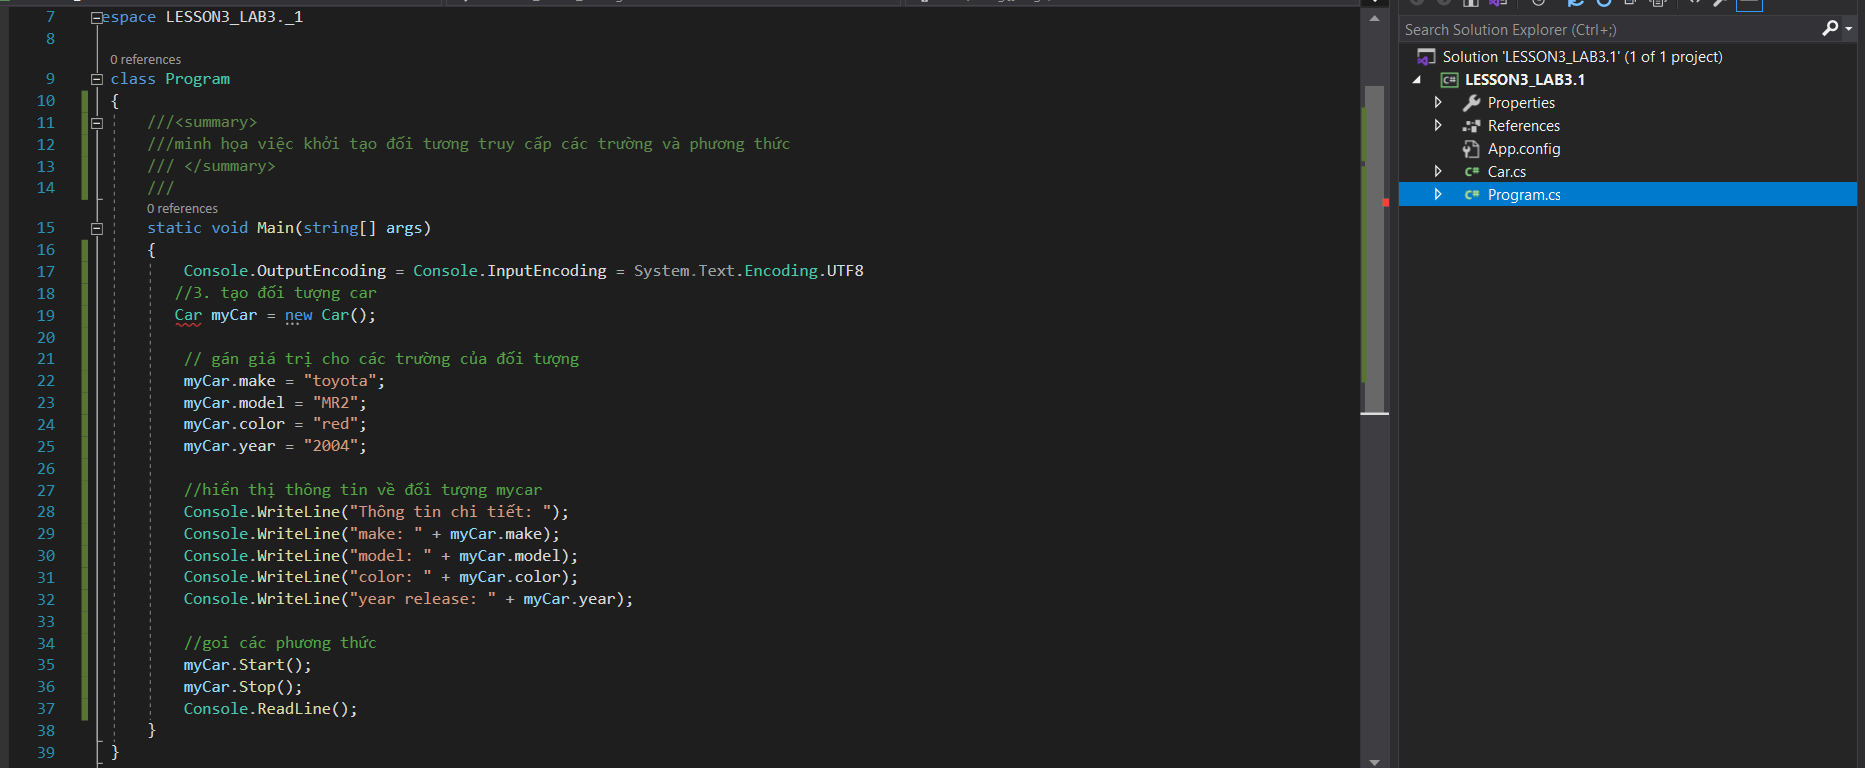 7 espace LESSON3_LAB3._1
8
0 references
9 class Program
10 {
11 ///<summary>
12 ///minh họa việc khởi tạo đối tương truy cấp các trường và phương thức
13 /// </summary>
14 ///
0 references
15 static void Main(string[] args)
16 {
17 Console.OutputEncoding = Console.InputEncoding = System.Text.Encoding.UTF8
18 //3. tạo đối tượng car
19 Car myCar = new Car();
20
21 // gán giá trị cho các trường của đối tượng
22 myCar.make = "toyota";
23 myCar.model = "MR2";
24 myCar.color = "red";
25 myCar.year = "2004";
26
27 //hiển thị thông tin về đối tượng mycar
28 Console.WriteLine("Thông tin chi tiết: ");
29 Console.WriteLine("make: " + myCar.make);
30 Console.WriteLine("model: " + myCar.model);
31 Console.WriteLine("color: " + myCar.color);
32 Console.WriteLine("year release: " + myCar.year);
33
34 //goi các phương thức
35 myCar.Start();
36 myCar.Stop();
37 Console.ReadLine();
38 }
39 }
Search Solution Explorer (Ctrl+;)
Solution 'LESSON3_LAB3.1' (1 of 1 project)
C# LESSON3_LAB3.1
Properties
References
App.config
C# Car.cs
C# Program.cs